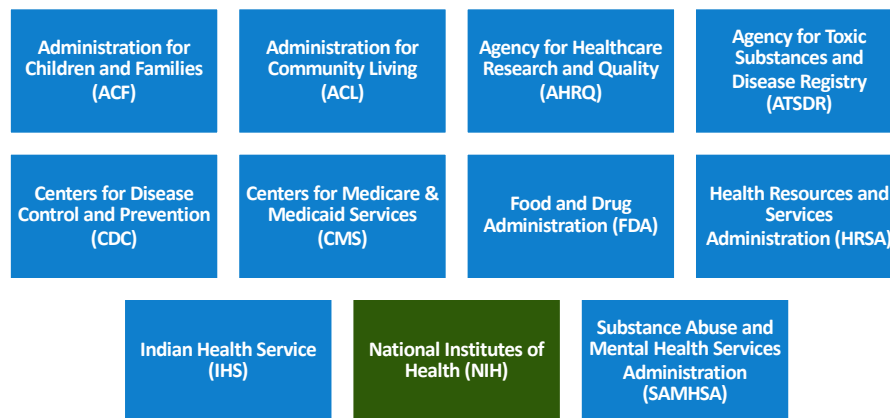 Administration for
Children and Families
(ACF)
Administration for
Community Living
(ACL)
Agency for Healthcare
Research and Quality
(AHRQ)
Agency for Toxic
Substances and
Disease Registry
(ATSDR)
Centers for Disease
Control and Prevention
(CDC)
Centers for Medicare &
Medicaid Services
(CMS)
Food and Drug
Administration (FDA)
Health Resources and
Services
Administration (HRSA)
Indian Health Service
(IHS)
National Institutes of
Health (NIH)
Substance Abuse and
Mental Health Services
Administration
(SAMHSA)